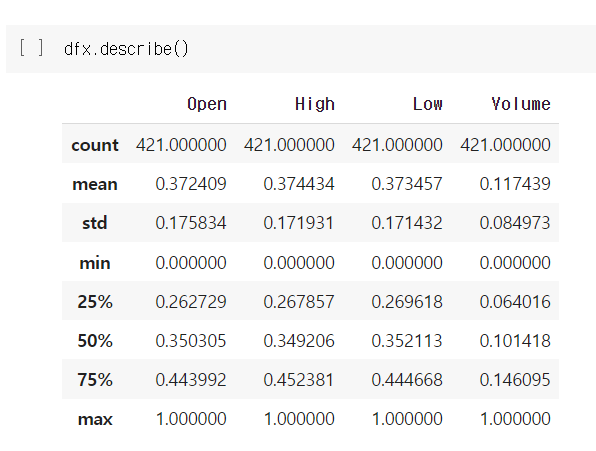 [ ] dfx.describe()
Open High Low Volume
count 421.000000 421.000000 421.000000 421.000000
mean 0.372409 0.374434 0.373457 0.117439
std 0.175834 0.171931 0.171432 0.084973
min 0.000000 0.000000 0.000000 0.000000
25% 0.262729 0.267857 0.269618 0.064016
50% 0.350305 0.349206 0.352113 0.101418
75% 0.443992 0.452381 0.444668 0.146095
max 1.000000 1.000000 1.000000 1.000000